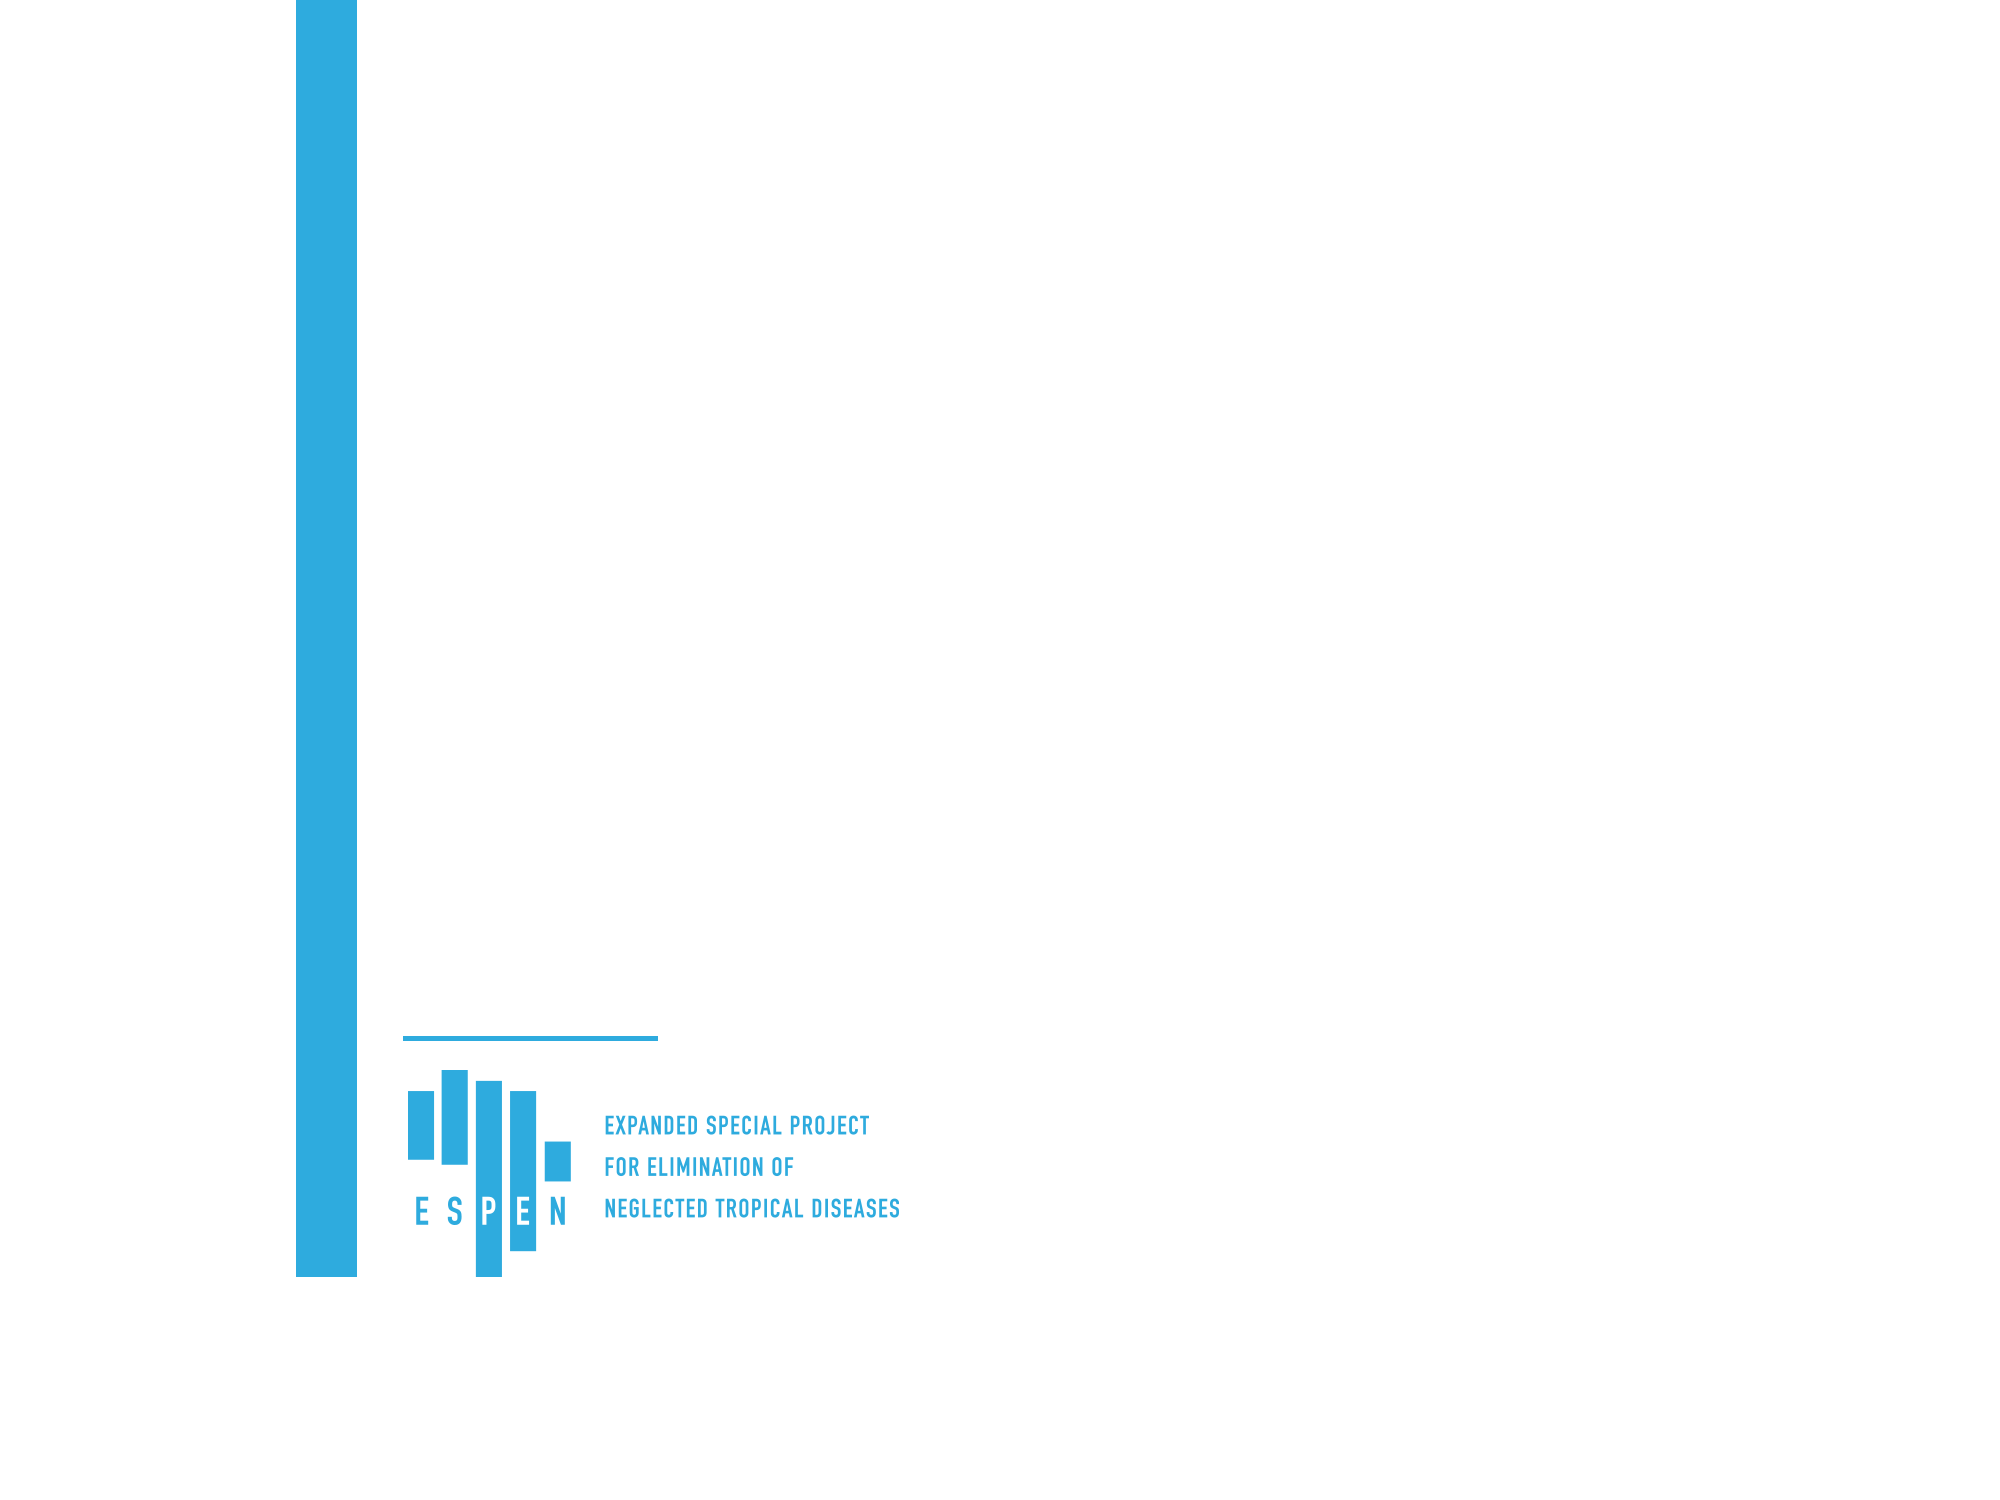 ESPEN
EXPANDED SPECIAL PROJECT
FOR ELIMINATION OF
NEGLECTED TROPICAL DISEASES